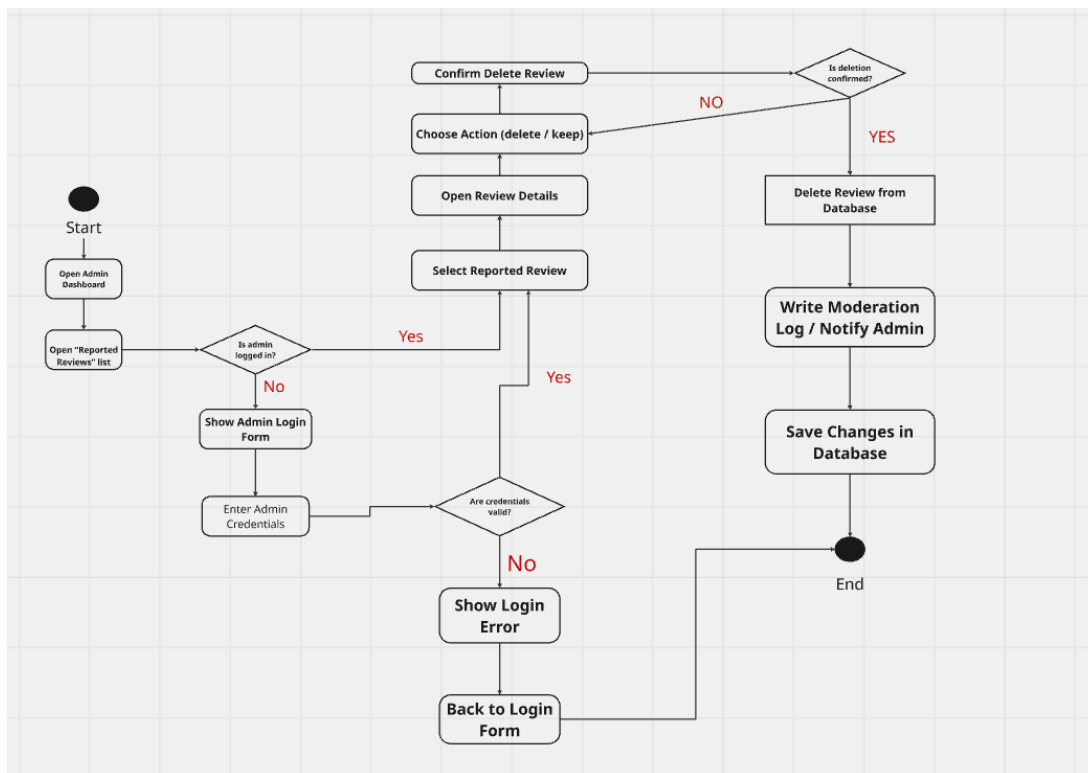 Confirm Delete Review
Is deletion
confirmed?
NO
Choose Action (delete / keep)
YES
Open Review Details
Delete Review from
Database
Start
Select Reported Review
Open Admin
Dashboard
Write Moderation
Log / Notify Admin
Open “Reported
Reviews” list
Is admin
logged in?
Yes
No
Yes
Show Admin Login
Form
Save Changes in
Database
Enter Admin
Credentials
Are credentials
valid?
No
End
Show Login
Error
Back to Login
Form